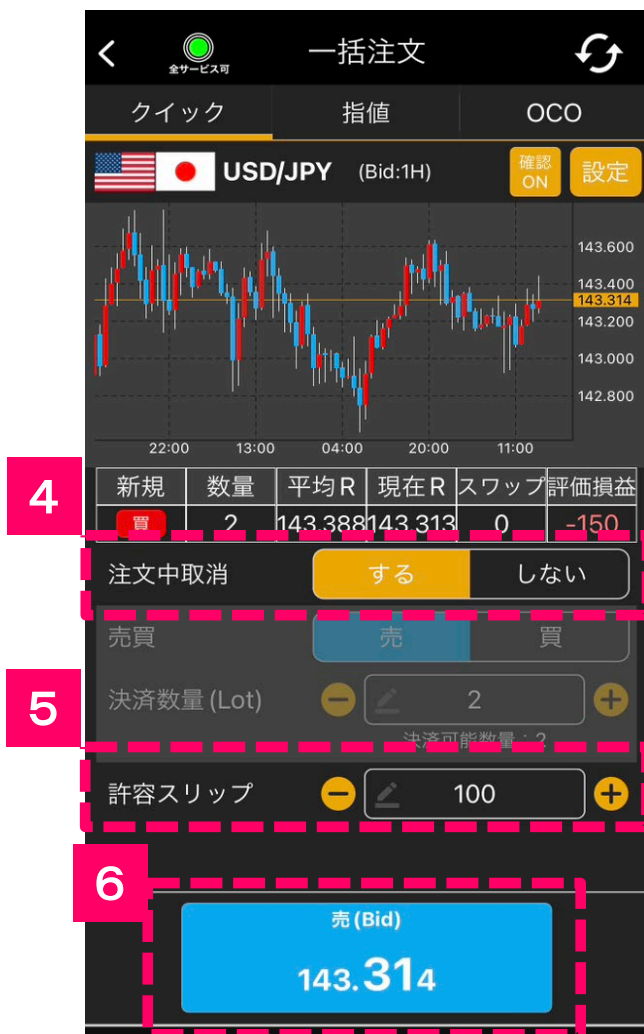 一括注文
全サービス可
クイック 指値 OCO
USD/JPY (Bid:1H) 確認 ON 設定
143.600
143.400
143.314
143.200
143.000
142.800
22:00 13:00 04:00 20:00 11:00
4
新規 数量 平均R 現在R スワップ 評価損益
買 2 143.388 143.313 0 -150
注文中取消 する しない
売買 売 買
5
決済数量(Lot) 2
決済可能数量:2
許容スリップ 100
6
売(Bid)
143.314